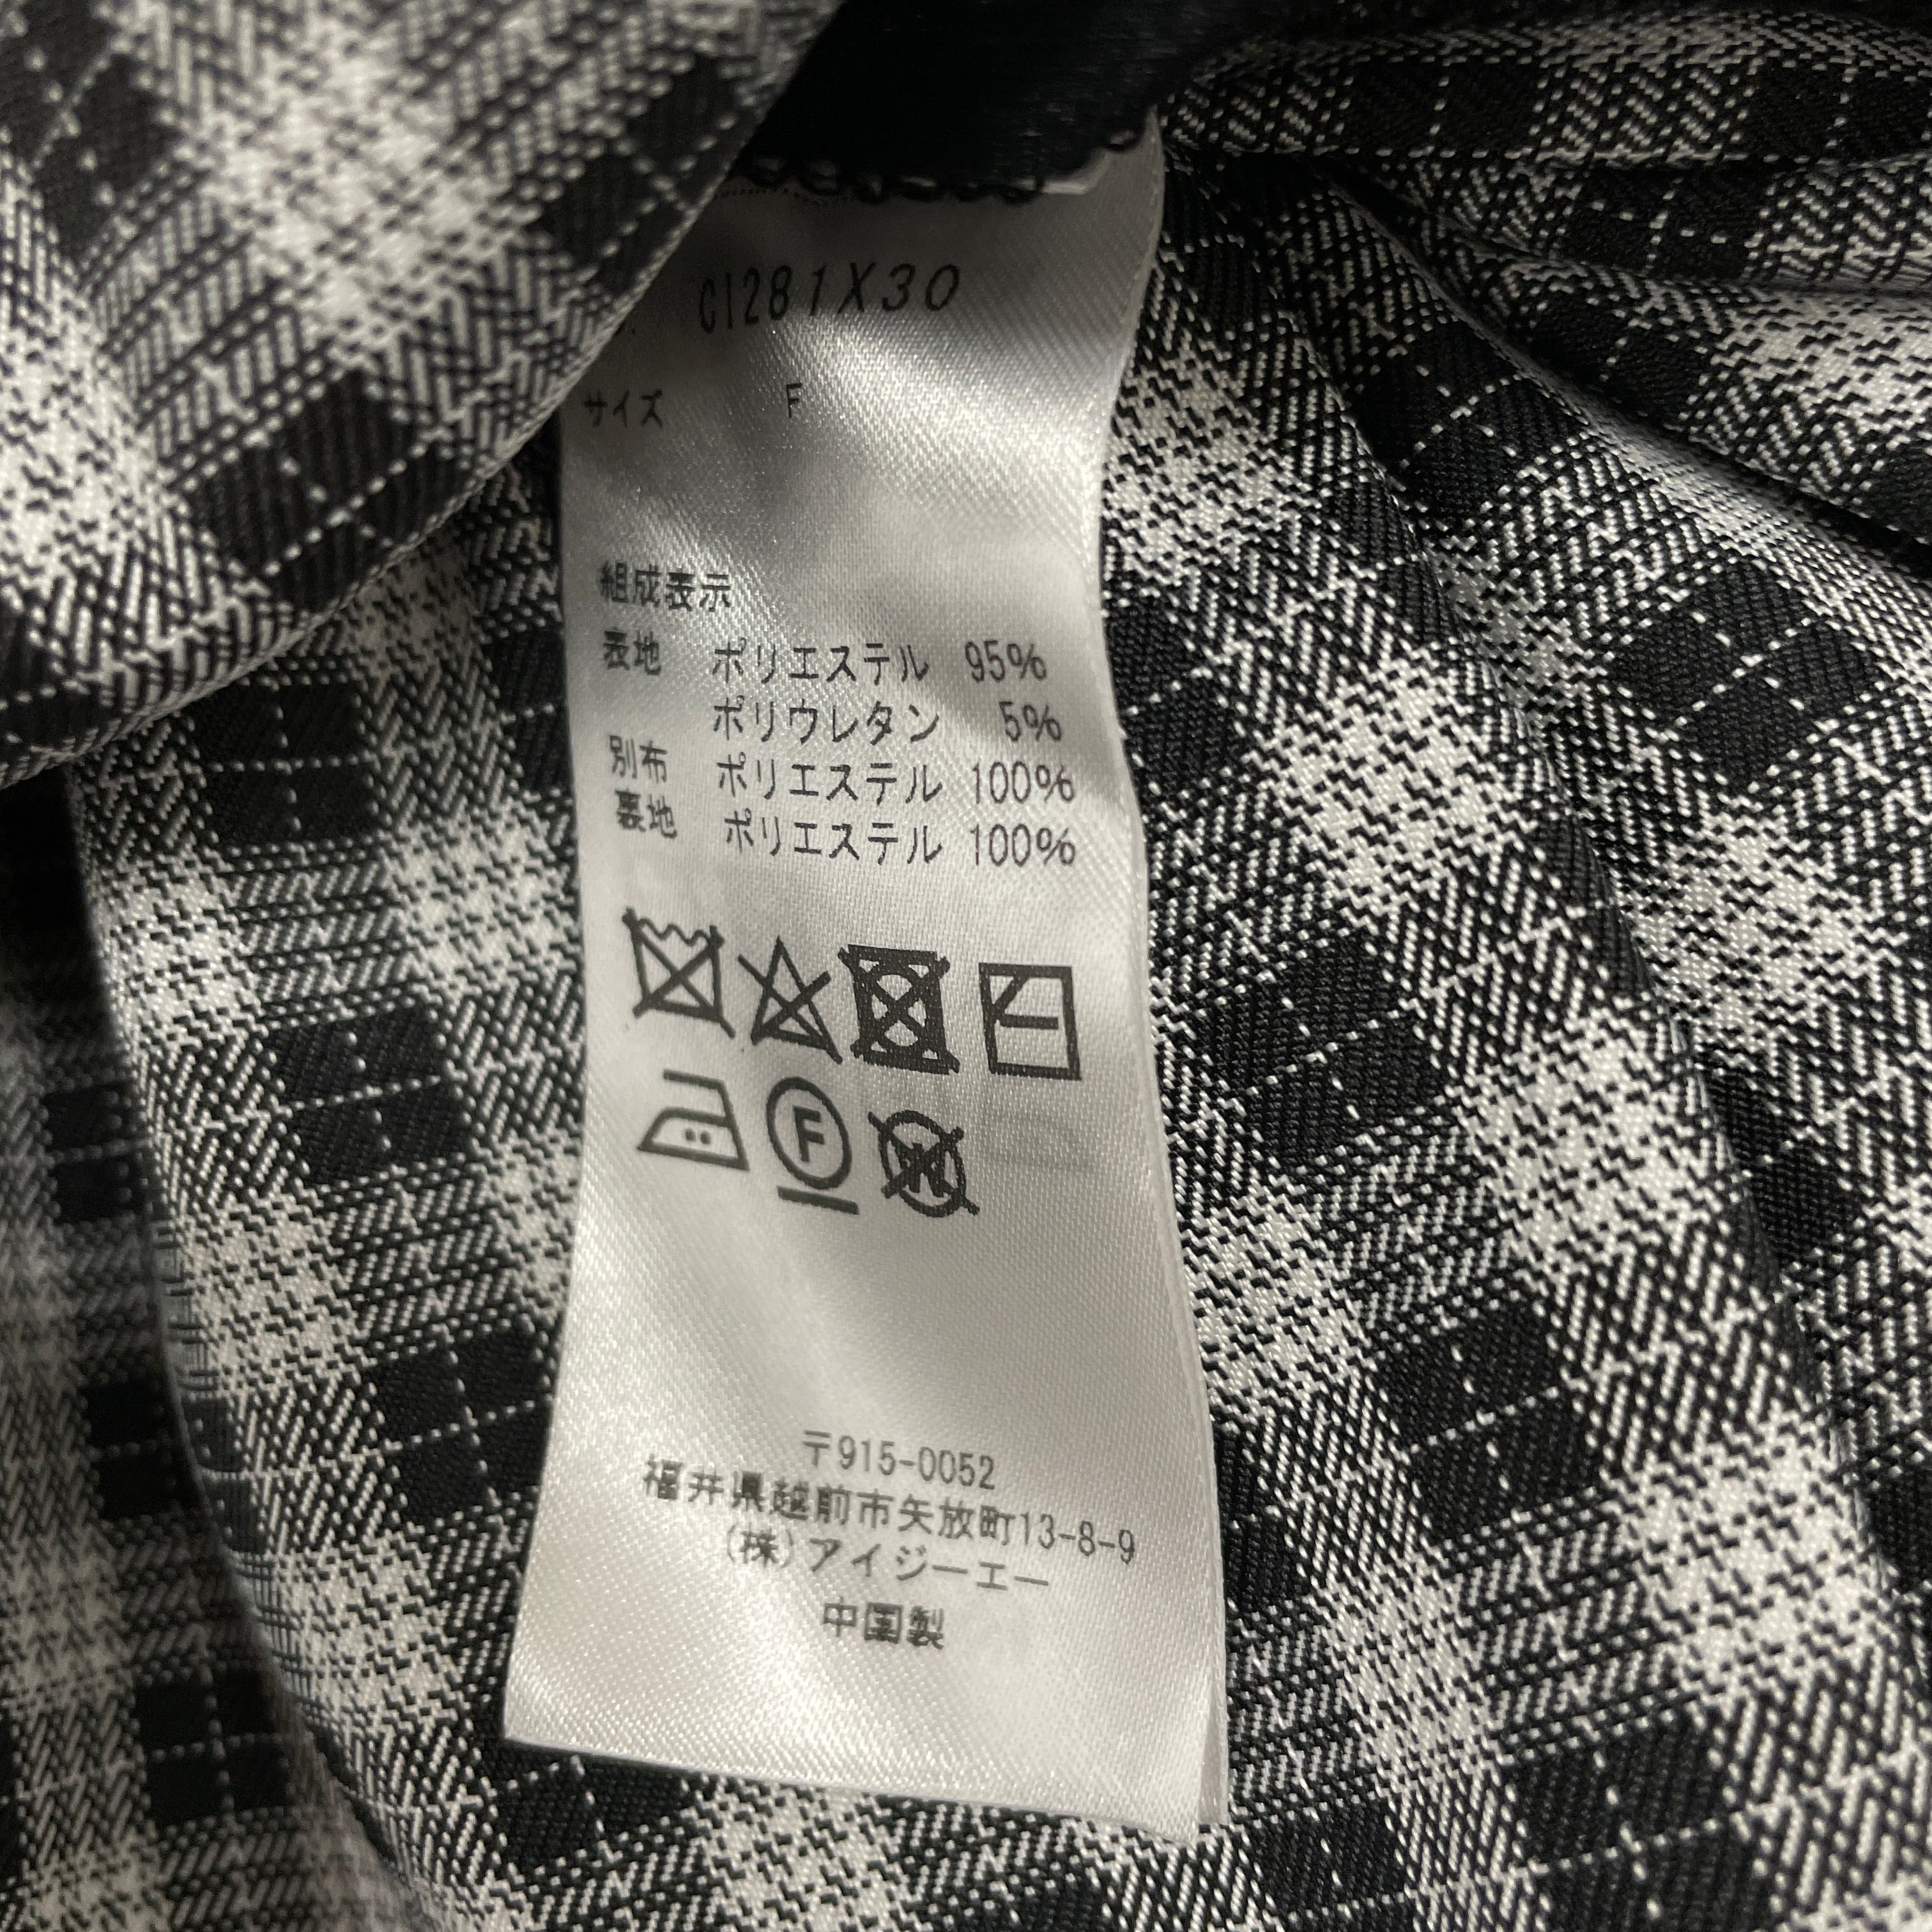 CI281X30
サイズ F
組成表示
表地 ポリエステル 95%
ポリウレタン 5%
別布 ポリエステル 100%
裏地 ポリエステル 100%
F
W
〒915-0052
福井県越前市矢放町13-8-9
(株)アイジーエー
中国製